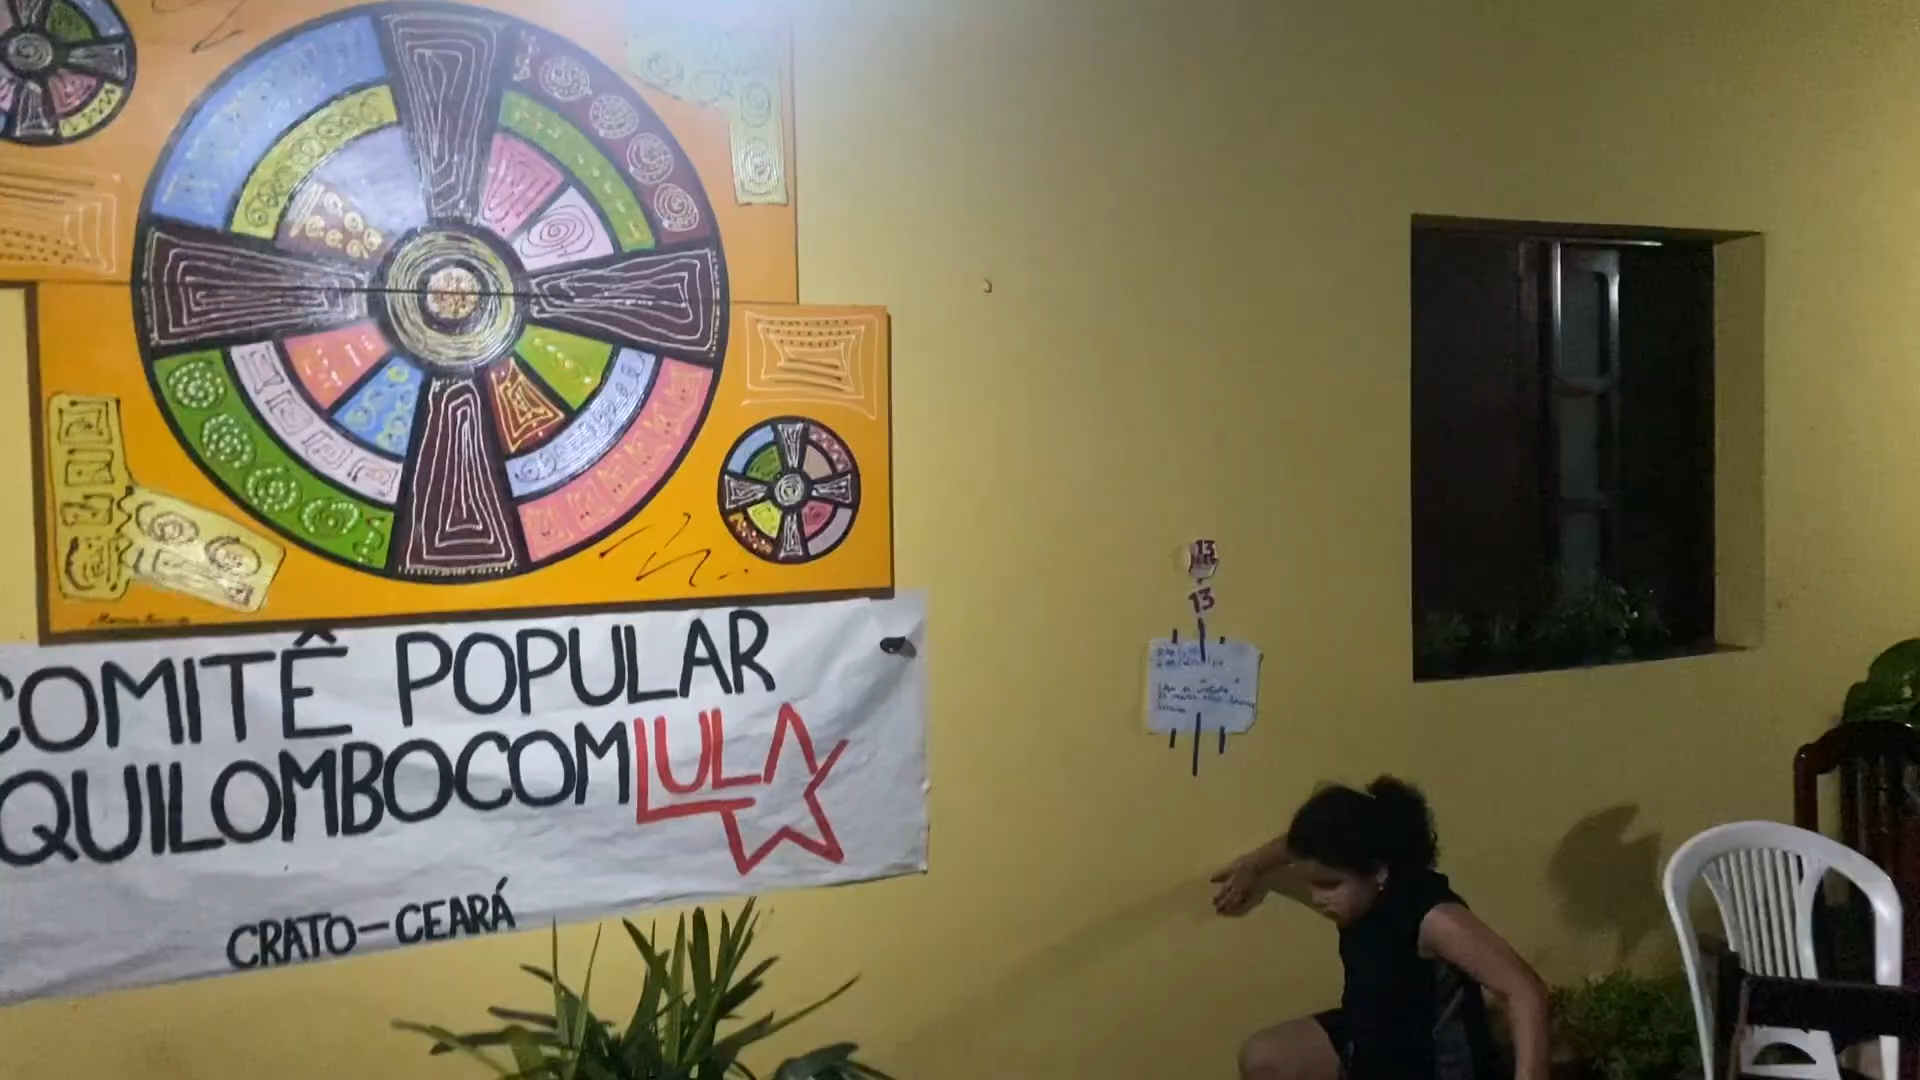 COMITÊ POPULAR
QUILOMBOCOMLULA
CRATO-CEARÁ
13
13